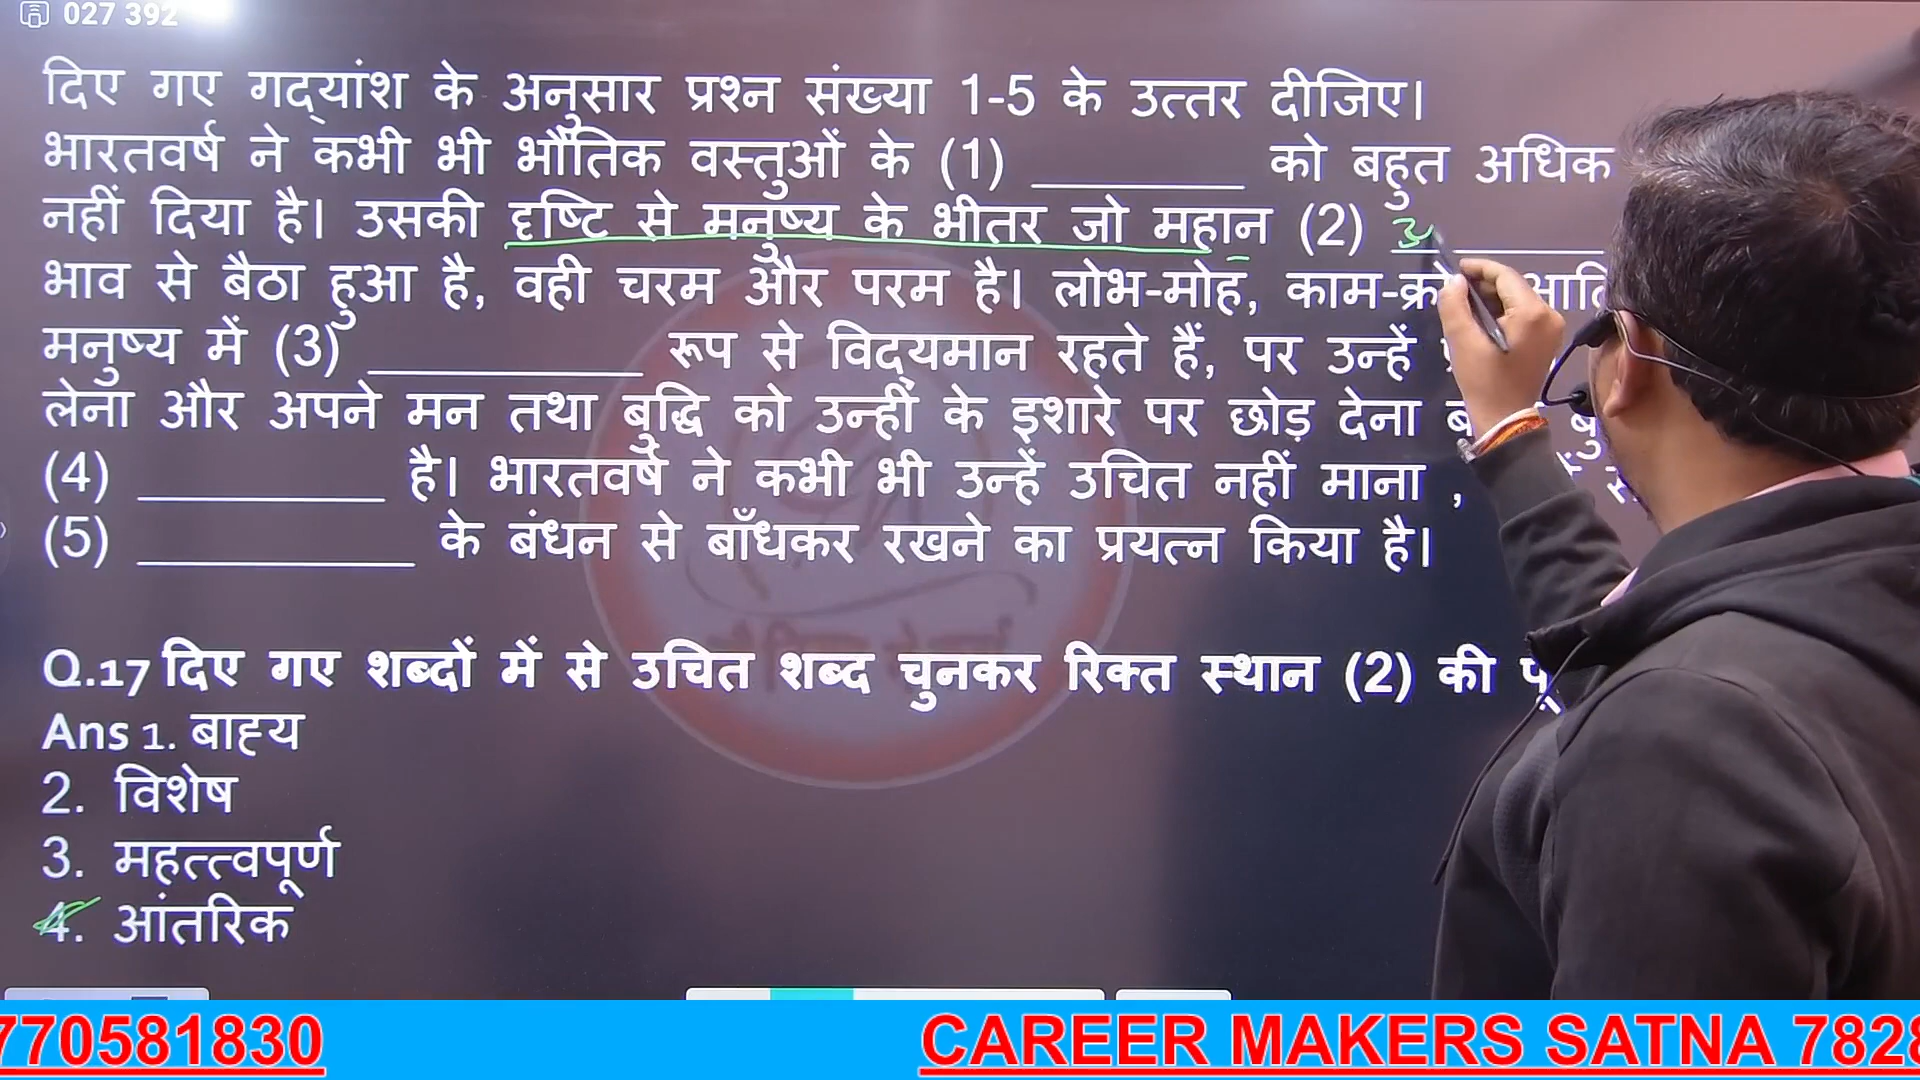 027 392
दिए गए गद्यांश के अनुसार प्रश्न संख्या 1-5 के उत्तर दीजिए।
भारतवर्ष ने कभी भी भौतिक वस्तुओं के (1) ________ को बहुत अधिक
नहीं दिया है। उसकी दृष्टि से मनुष्य के भीतर जो महान (2) ________
भाव से बैठा हुआ है, वही चरम और परम है। लोभ-मोह,
मनुष्य में (3) __________ रूप से विद्यमान रहते हैं, पर उन्हें
लेना और अपने मन तथा बुद्धि को उन्हीं के इशारे पर छोड़ देना
(4) _________ है। भारतवर्ष ने कभी भी उन्हें उचित नहीं माना ,
(5) __________ के बंधन से बाँधकर रखने का प्रयत्न किया है।
Q.17 दिए गए शब्दों में से उचित शब्द चुनकर रिक्त स्थान (2) की
Ans 1. बाह्य
2. विशेष
3. महत्त्वपूर्ण
4. आंतरिक
770581830 CAREER MAKERS SATNA 7828